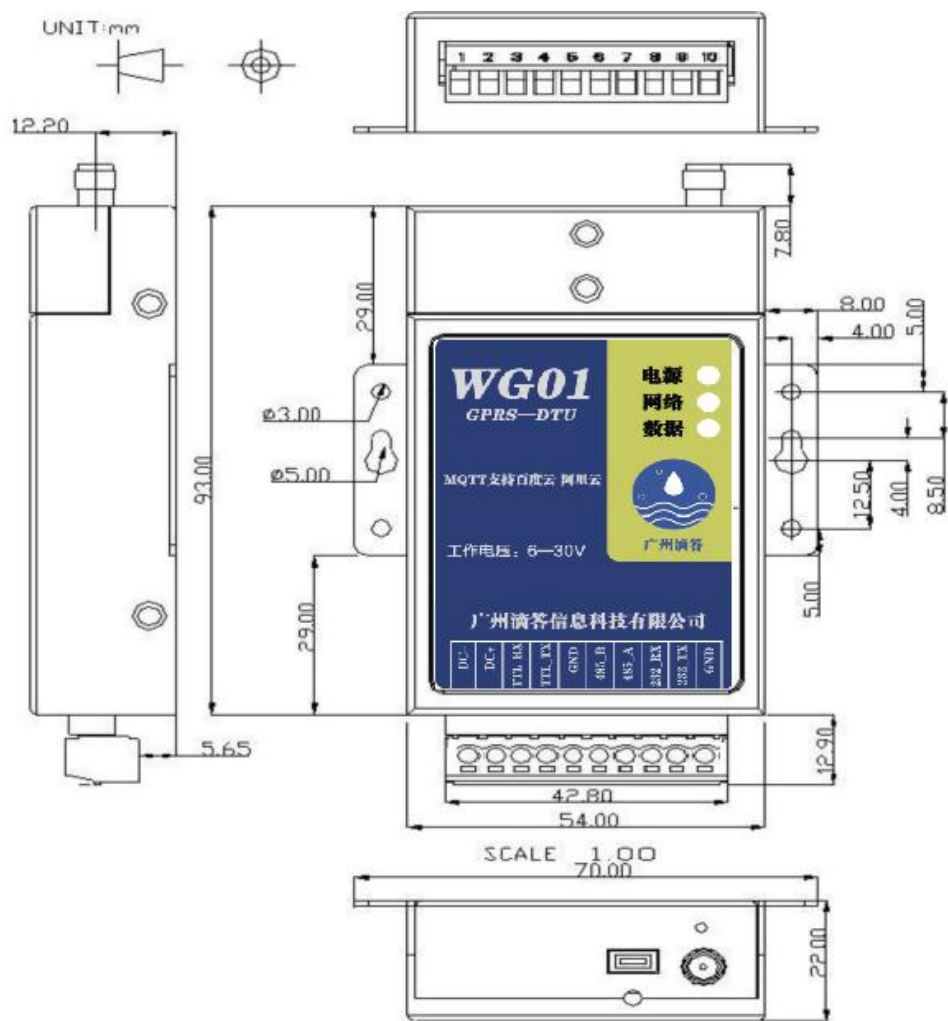 UNIT:mm
1 2 3 4 5 6 7 8 9 10
12.20
7.80
29.00
8.00
4.00
5.00
WG01
GPRS—DTU
电源
网络
数据
ø3.00
ø5.00
93.00
MQTT支持百度云 阿里云
12.50
4.00
8.50
工作电压：6—30V
广州滴答
29.00
5.00
广州滴答信息科技有限公司
DC- DC+ TTL_RX TTL_TX GND 485_B 485_A 232_RX 232_TX GND
5.65
12.90
42.80
54.00
SCALE 1.00
70.00
22.00